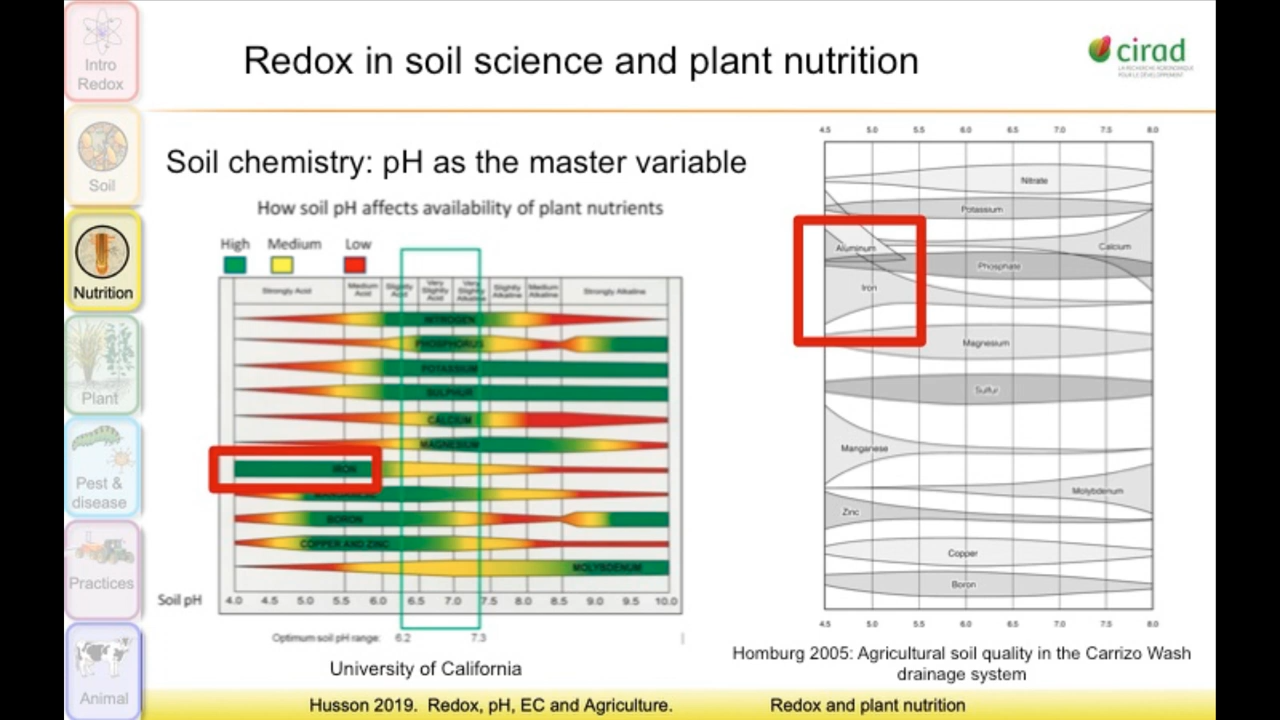 Intro
Redox
Soil
Nutrition
Plant
Pest &
disease
Practices
Animal
Redox in soil science and plant nutrition
cirad
LA RECHERCHE AGRONOMIQUE
POUR LE DÉVELOPPEMENT
Soil chemistry: pH as the master variable
How soil pH affects availability of plant nutrients
High Medium Low
Strongly Acid Medium Acid Slightly Acid Very Slightly Acid Very Slightly Alkaline Slightly Alkaline Medium Alkaline Strongly Alkaline
NITROGEN
PHOSPHORUS
POTASSIUM
SULPHUR
CALCIUM
MAGNESIUM
IRON
MANGANESE
BORON
COPPER AND ZINC
MOLYBDENUM
Soil pH 4.0 4.5 5.0 5.5 6.0 6.5 7.0 7.5 8.0 8.5 9.0 9.5 10.0
Optimum soil pH range: 6.2 7.3
University of California
4.5 5.0 5.5 6.0 6.5 7.0 7.5 8.0
Nitrate
Potassium
Aluminum
Calcium
Phosphate
Iron
Magnesium
Sulfur
Manganese
Molybdenum
Zinc
Copper
Boron
4.5 5.0 5.5 6.0 6.5 7.0 7.5 8.0
Homburg 2005: Agricultural soil quality in the Carrizo Wash
drainage system
Husson 2019. Redox, pH, EC and Agriculture. Redox and plant nutrition